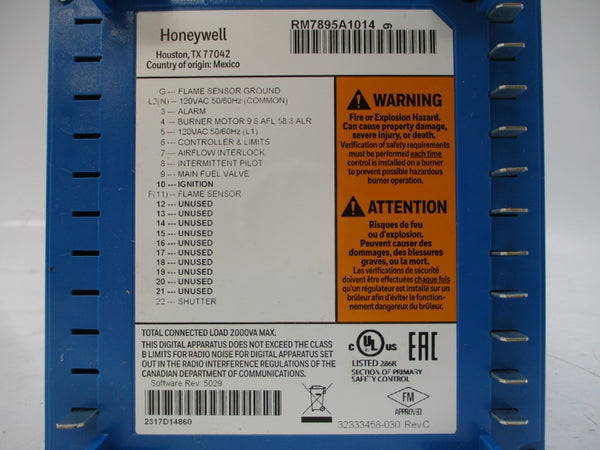 Honeywell
RM7895A1014 9
Houston, TX 77042
Country of origin: Mexico
G --- FLAME SENSOR GROUND
L2(N) -- 120VAC 50/60Hz (COMMON)
3 --- ALARM
4 --- BURNER MOTOR 9.8 AFL 58.8 ALR
5 --- 120VAC 50/60Hz (L1)
6 --- CONTROLLER & LIMITS
7 --- AIRFLOW INTERLOCK
8 --- INTERMITTENT PILOT
9 --- MAIN FUEL VALVE
10 --- IGNITION
F(11) -- FLAME SENSOR
12 --- UNUSED
13 --- UNUSED
14 --- UNUSED
15 --- UNUSED
16 --- UNUSED
17 --- UNUSED
18 --- UNUSED
19 --- UNUSED
20 --- UNUSED
21 --- UNUSED
22 --- SHUTTER
WARNING
Fire or Explosion Hazard.
Can cause property damage,
severe injury, or death.
Verification of safety requirements
must be performed each time
control is installed on a burner
to prevent possible hazardous
burner operation.
ATTENTION
Risques de feu
ou d'explosion.
Peuvent causer des
dommages, des blessures
graves, ou la mort.
Les vérifications de sécurité
doivent être effectuées chaque fois
qu'un régulateur est installé sur un
brûleur afin d'éviter le fonction-
nement dangereux du brûleur.
TOTAL CONNECTED LOAD 2000VA MAX.
THIS DIGITAL APPARATUS DOES NOT EXCEED THE CLASS
B LIMITS FOR RADIO NOISE FOR DIGITAL APPARATUS SET
OUT IN THE RADIO INTERFERENCE REGULATIONS OF THE
CANADIAN DEPARTMENT OF COMMUNICATIONS.
Software Rev: 5029
2317D14860
C UL US EAC
LISTED 286R
SECTION OF PRIMARY
SAFETY CONTROL
FM
APPROVED
32333458-030 Rev.C